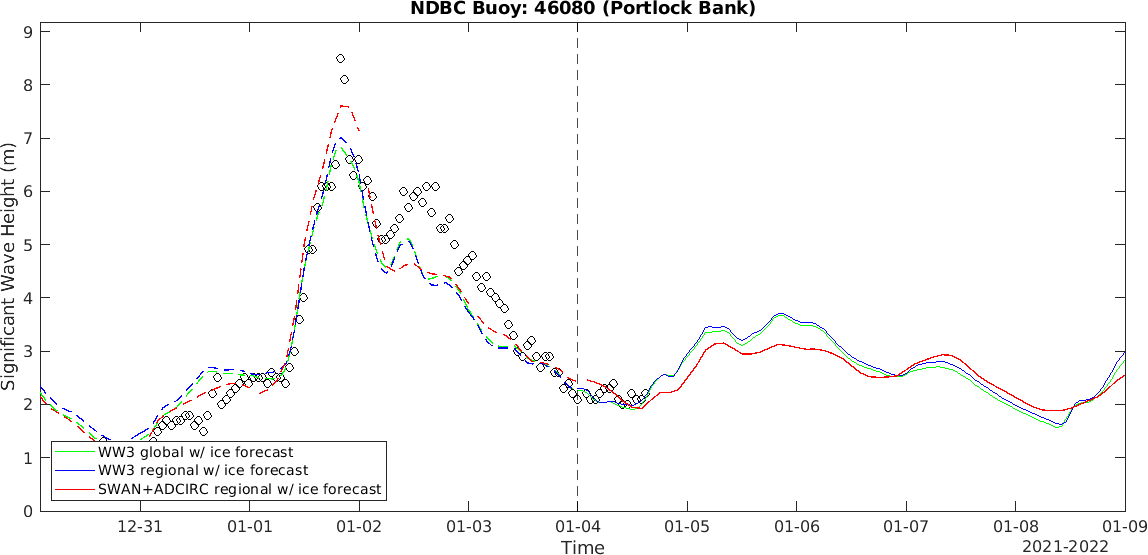 NDBC Buoy: 46080 (Portlock Bank)
Significant Wave Height (m)
9
8
7
6
5
4
3
2
1
0
WW3 global w/ ice forecast
WW3 regional w/ ice forecast
SWAN+ADCIRC regional w/ ice forecast
12-31 01-01 01-02 01-03 01-04 01-05 01-06 01-07 01-08 01-09
Time
2021-2022